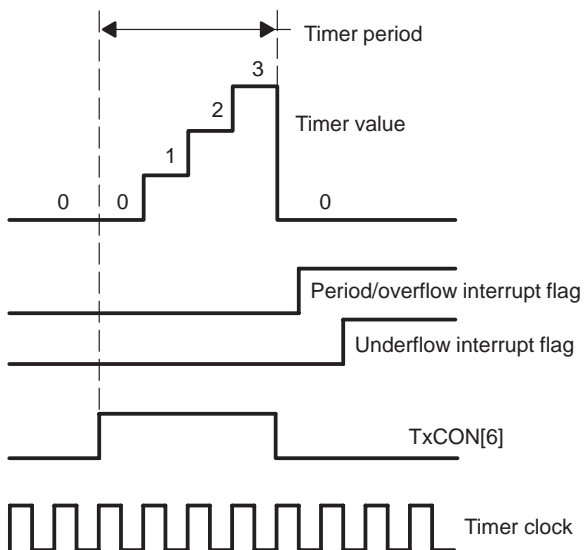 Timer period
3
2
Timer value
1
0 0 0
Period/overflow interrupt flag
Underflow interrupt flag
TxCON[6]
Timer clock